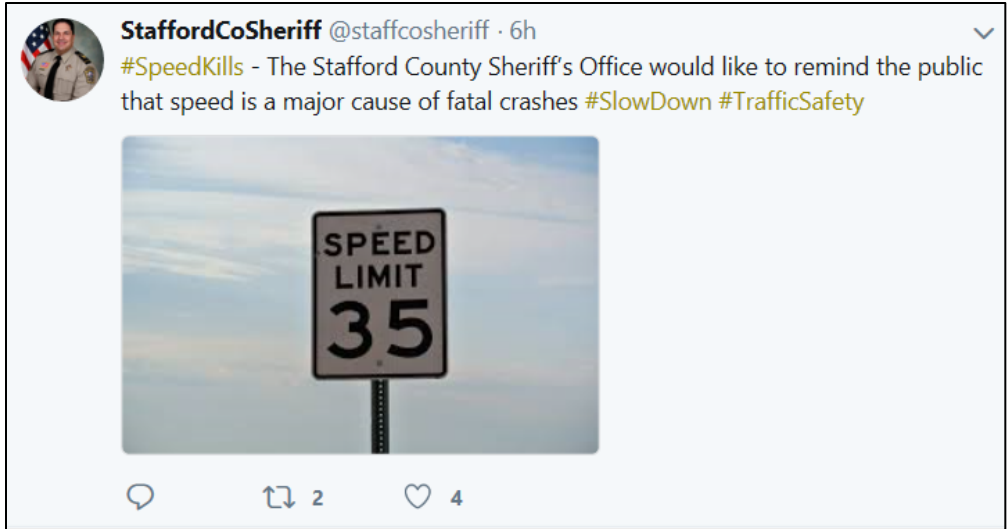 StaffordCoSheriff @staffcosheriff · 6h
#SpeedKills - The Stafford County Sheriff's Office would like to remind the public
that speed is a major cause of fatal crashes #SlowDown #TrafficSafety
SPEED
LIMIT
35
2 4